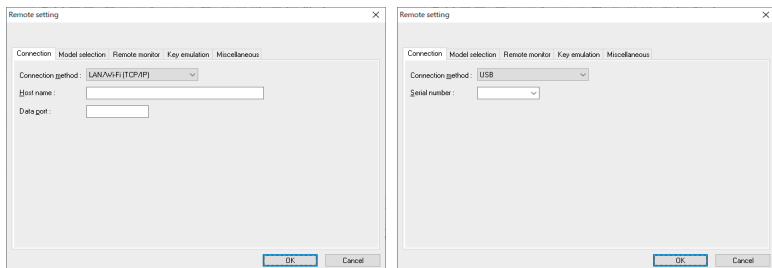 Remote setting
Connection Model selection Remote monitor Key emulation Miscellaneous
Connection method : LAN/Wi-Fi (TCP/IP)
Host name :
Data port :
OK Cancel
Remote setting
Connection Model selection Remote monitor Key emulation Miscellaneous
Connection method : USB
Serial number :
OK Cancel